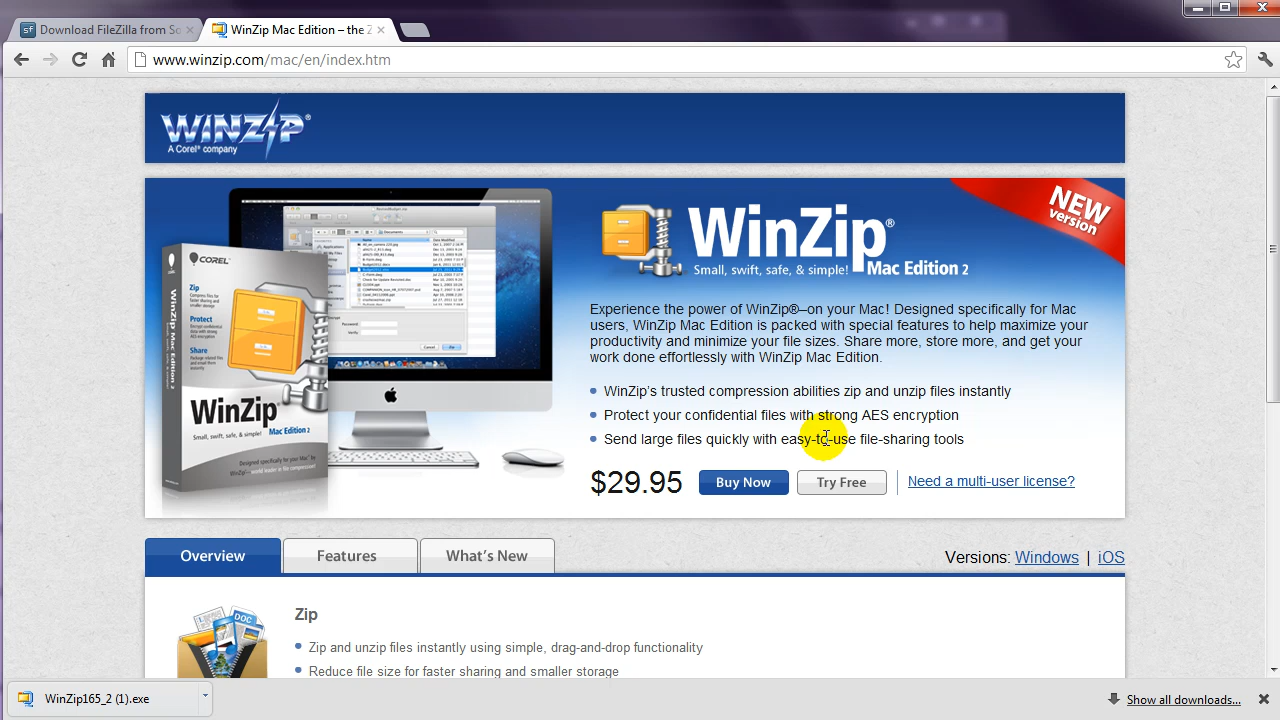 Download FileZilla from So
WinZip Mac Edition – the Z
www.winzip.com/mac/en/index.htm
WINZIP
A Corel® company
NEW
version
WinZip®
Small, swift, safe, & simple! Mac Edition 2
COREL
Zip
Protect
Share
WinZip Mac Edition 2
WinZip
Small, swift, safe, & simple!
Mac Edition 2
Experience the power of WinZip®–on your Mac! Designed specifically for Mac
users, WinZip Mac Edition is packed with special features to help maximize your
productivity and minimize your file sizes. Share more, store more, and get your
work done effortlessly with WinZip Mac Edition.
WinZip's trusted compression abilities zip and unzip files instantly
Protect your confidential files with strong AES encryption
Send large files quickly with easy-to-use file-sharing tools
$29.95 Buy Now Try Free Need a multi-user license?
Overview Features What's New Versions: Windows | iOS
DOC
Zip
Zip and unzip files instantly using simple, drag-and-drop functionality
Reduce file size for faster sharing and smaller storage
WinZip165_2 (1).exe
Show all downloads...